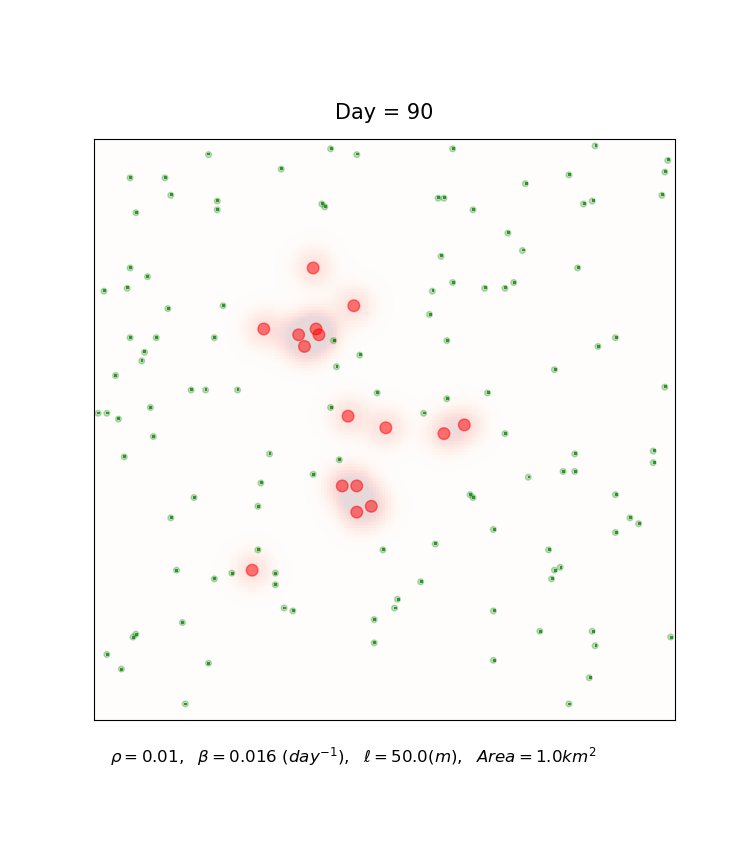 Day = 90
ρ = 0.01, β = 0.016 (day⁻¹), ℓ = 50.0(m), Area = 1.0km²